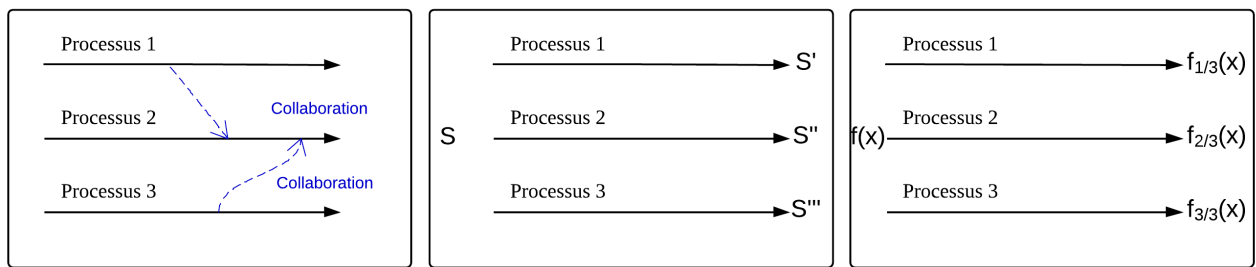 Processus 1
Collaboration
Processus 2
Collaboration
Processus 3
Processus 1
S'
S
Processus 2
S''
Processus 3
S'''
Processus 1
f1/3(x)
f(x)
Processus 2
f2/3(x)
Processus 3
f3/3(x)